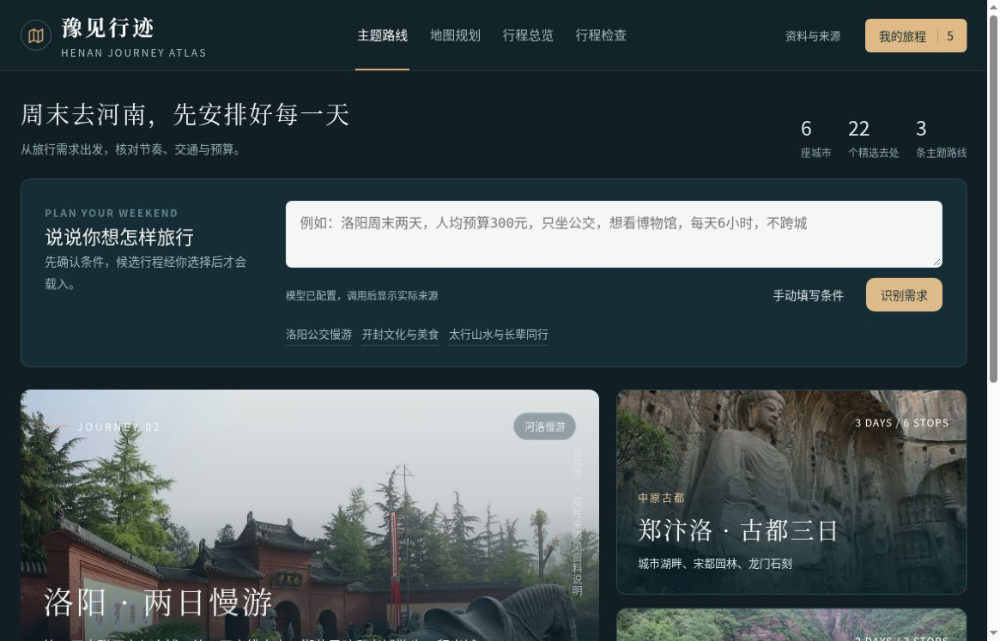 豫见行迹
HENAN JOURNEY ATLAS
主题路线
地图规划
行程总览
行程检查
资料与来源
我的旅程 5
周末去河南，先安排好每一天
从旅行需求出发，核对节奏、交通与预算。
6
座城市
22
个精选去处
3
条主题路线
PLAN YOUR WEEKEND
说说你想怎样旅行
先确认条件，候选行程经你选择后才会
载入。
例如：洛阳周末两天，人均预算300元，只坐公交，想看博物馆，每天6小时，不跨城
模型已配置，调用后显示实际来源
手动填写条件
识别需求
洛阳公交慢游
开封文化与美食
太行山水与长辈同行
JOURNEY 02
河洛慢游
白马寺 · 照片来源见资料说明
洛阳 · 两日慢游
3 DAYS / 6 STOPS
中原古都
郑汴洛 · 古都三日
城市湖畔、宋都园林、龙门石刻